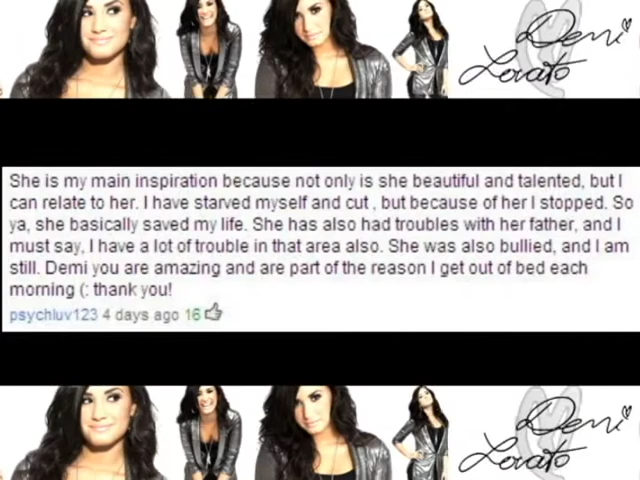 Demi
Lovato
She is my main inspiration because not only is she beautiful and talented, but I
can relate to her. I have starved myself and cut , but because of her I stopped. So
ya, she basically saved my life. She has also had troubles with her father, and I
must say, I have a lot of trouble in that area also. She was also bullied, and I am
still. Demi you are amazing and are part of the reason I get out of bed each
morning (: thank you!
psychluv123 4 days ago 16
Demi
Lovato